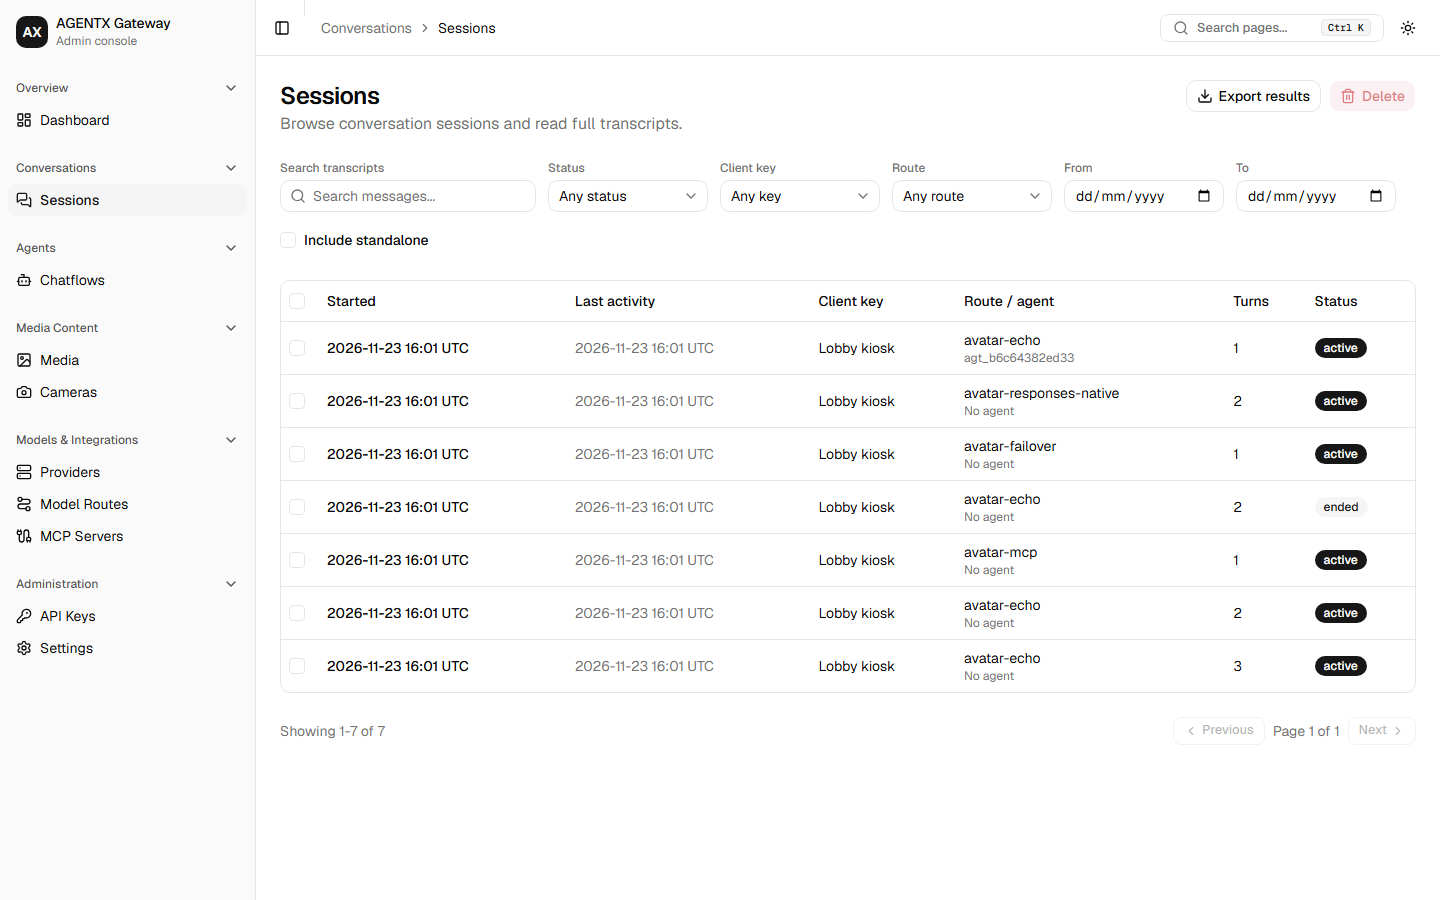 AX
AGENTX Gateway
Admin console
Overview
Dashboard
Conversations
Sessions
Agents
Chatflows
Media Content
Media
Cameras
Models & Integrations
Providers
Model Routes
MCP Servers
Administration
API Keys
Settings
Conversations > Sessions
Search pages... Ctrl K
Sessions
Browse conversation sessions and read full transcripts.
Export results Delete
Search transcripts Status Client key Route From To
Search messages... Any status Any key Any route dd/mm/yyyy dd/mm/yyyy
Include standalone
Started Last activity Client key Route / agent Turns Status
2026-11-23 16:01 UTC 2026-11-23 16:01 UTC Lobby kiosk avatar-echo 1 active
agt_b6c64382ed33
2026-11-23 16:01 UTC 2026-11-23 16:01 UTC Lobby kiosk avatar-responses-native 2 active
No agent
2026-11-23 16:01 UTC 2026-11-23 16:01 UTC Lobby kiosk avatar-failover 1 active
No agent
2026-11-23 16:01 UTC 2026-11-23 16:01 UTC Lobby kiosk avatar-echo 2 ended
No agent
2026-11-23 16:01 UTC 2026-11-23 16:01 UTC Lobby kiosk avatar-mcp 1 active
No agent
2026-11-23 16:01 UTC 2026-11-23 16:01 UTC Lobby kiosk avatar-echo 2 active
No agent
2026-11-23 16:01 UTC 2026-11-23 16:01 UTC Lobby kiosk avatar-echo 3 active
No agent
Showing 1-7 of 7 Previous Page 1 of 1 Next